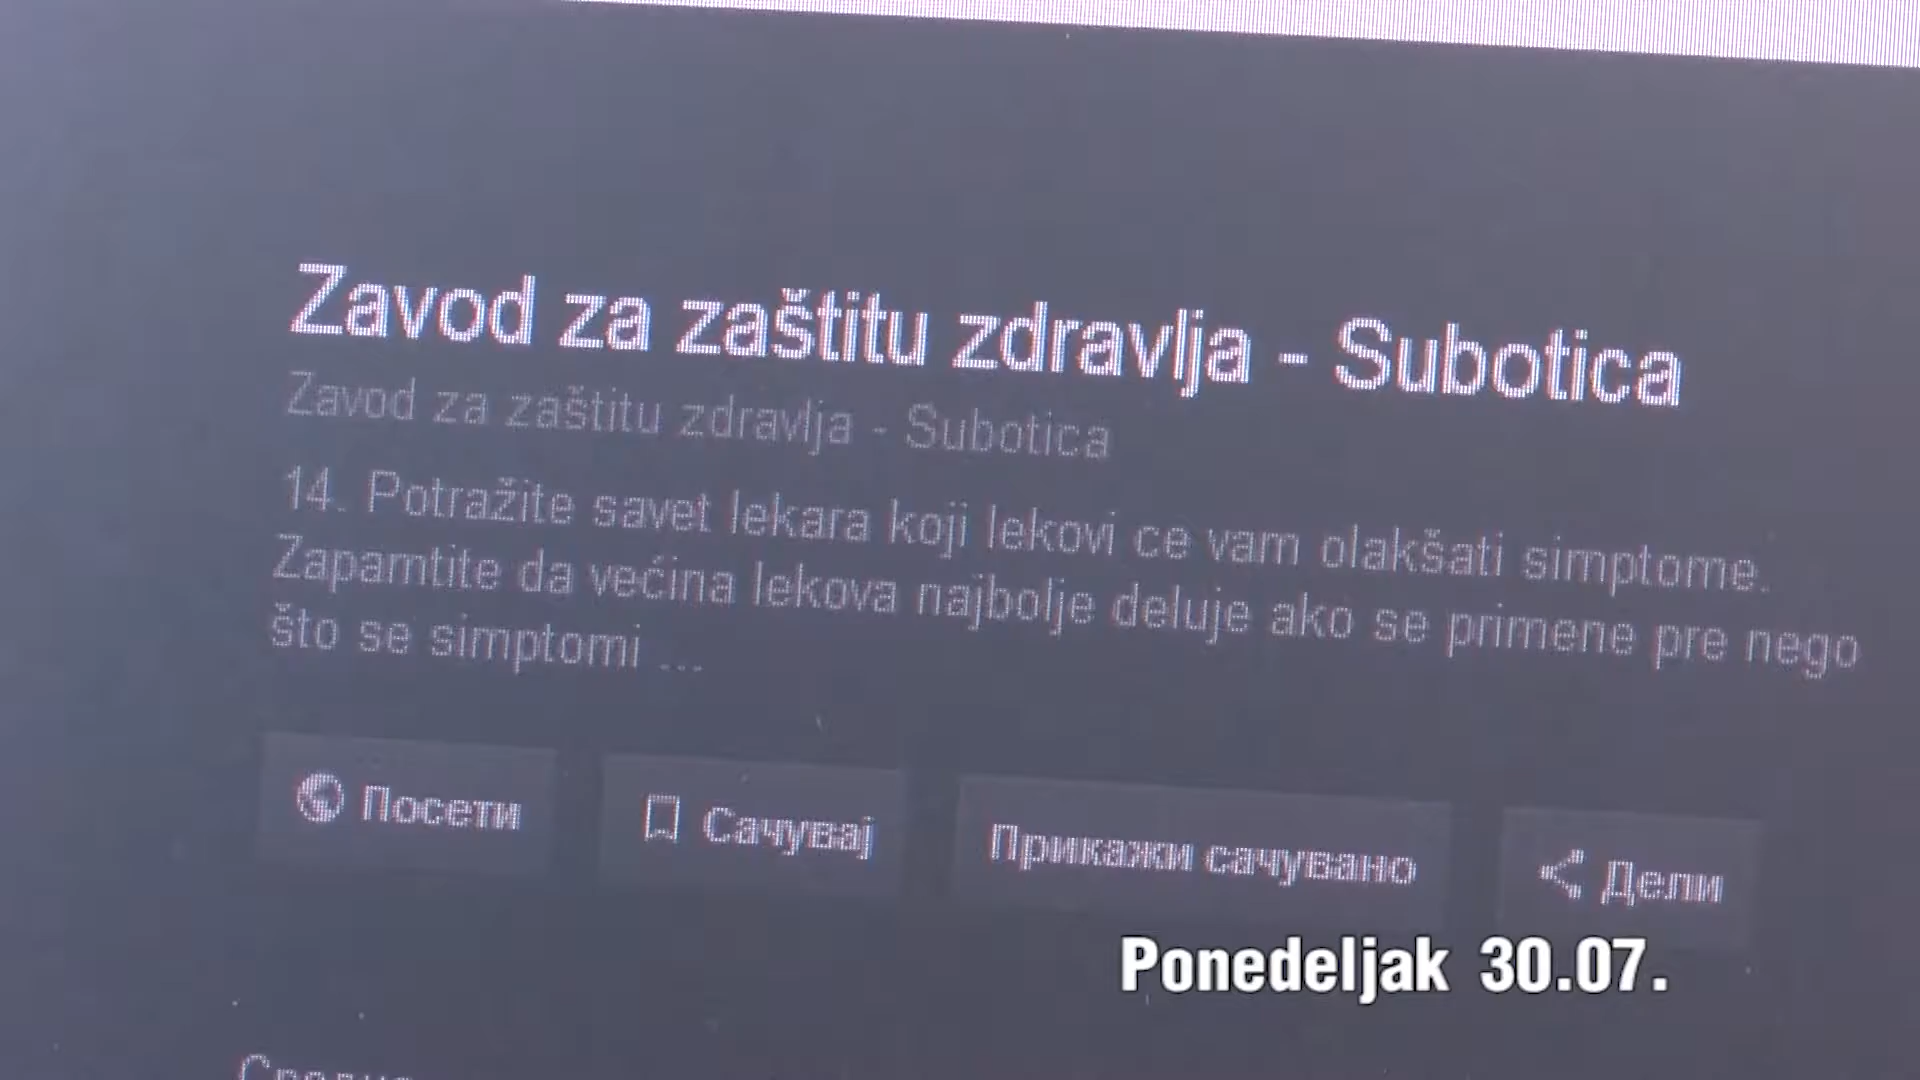 Zavod za zaštitu zdravlja - Subotica
Zavod za zaštitu zdravlja - Subotica
14. Potražite savet lekara koji lekovi ce vam olakšati simptome.
Zapamtite da većina lekova najbolje deluje ako se primene pre nego
što se simptomi ...
Посети
Сачувај
Прикажи сачувано
Дели
Ponedeljak 30.07.